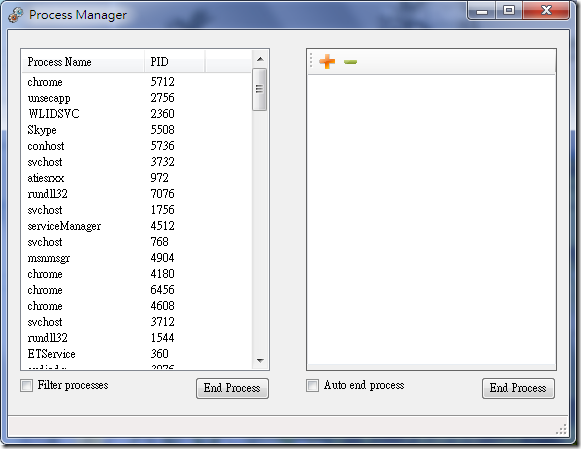 Process Manager
Process Name PID
chrome 5712
unsecapp 2756
WLIDSVC 2360
Skype 5508
conhost 5736
svchost 3732
atiesrxx 972
rundll32 7076
svchost 1756
serviceManager 4512
svchost 768
msnmsgr 4904
chrome 4180
chrome 6456
chrome 4608
svchost 3712
rundll32 1544
ETService 360
Filter processes
End Process
Auto end process
End Process